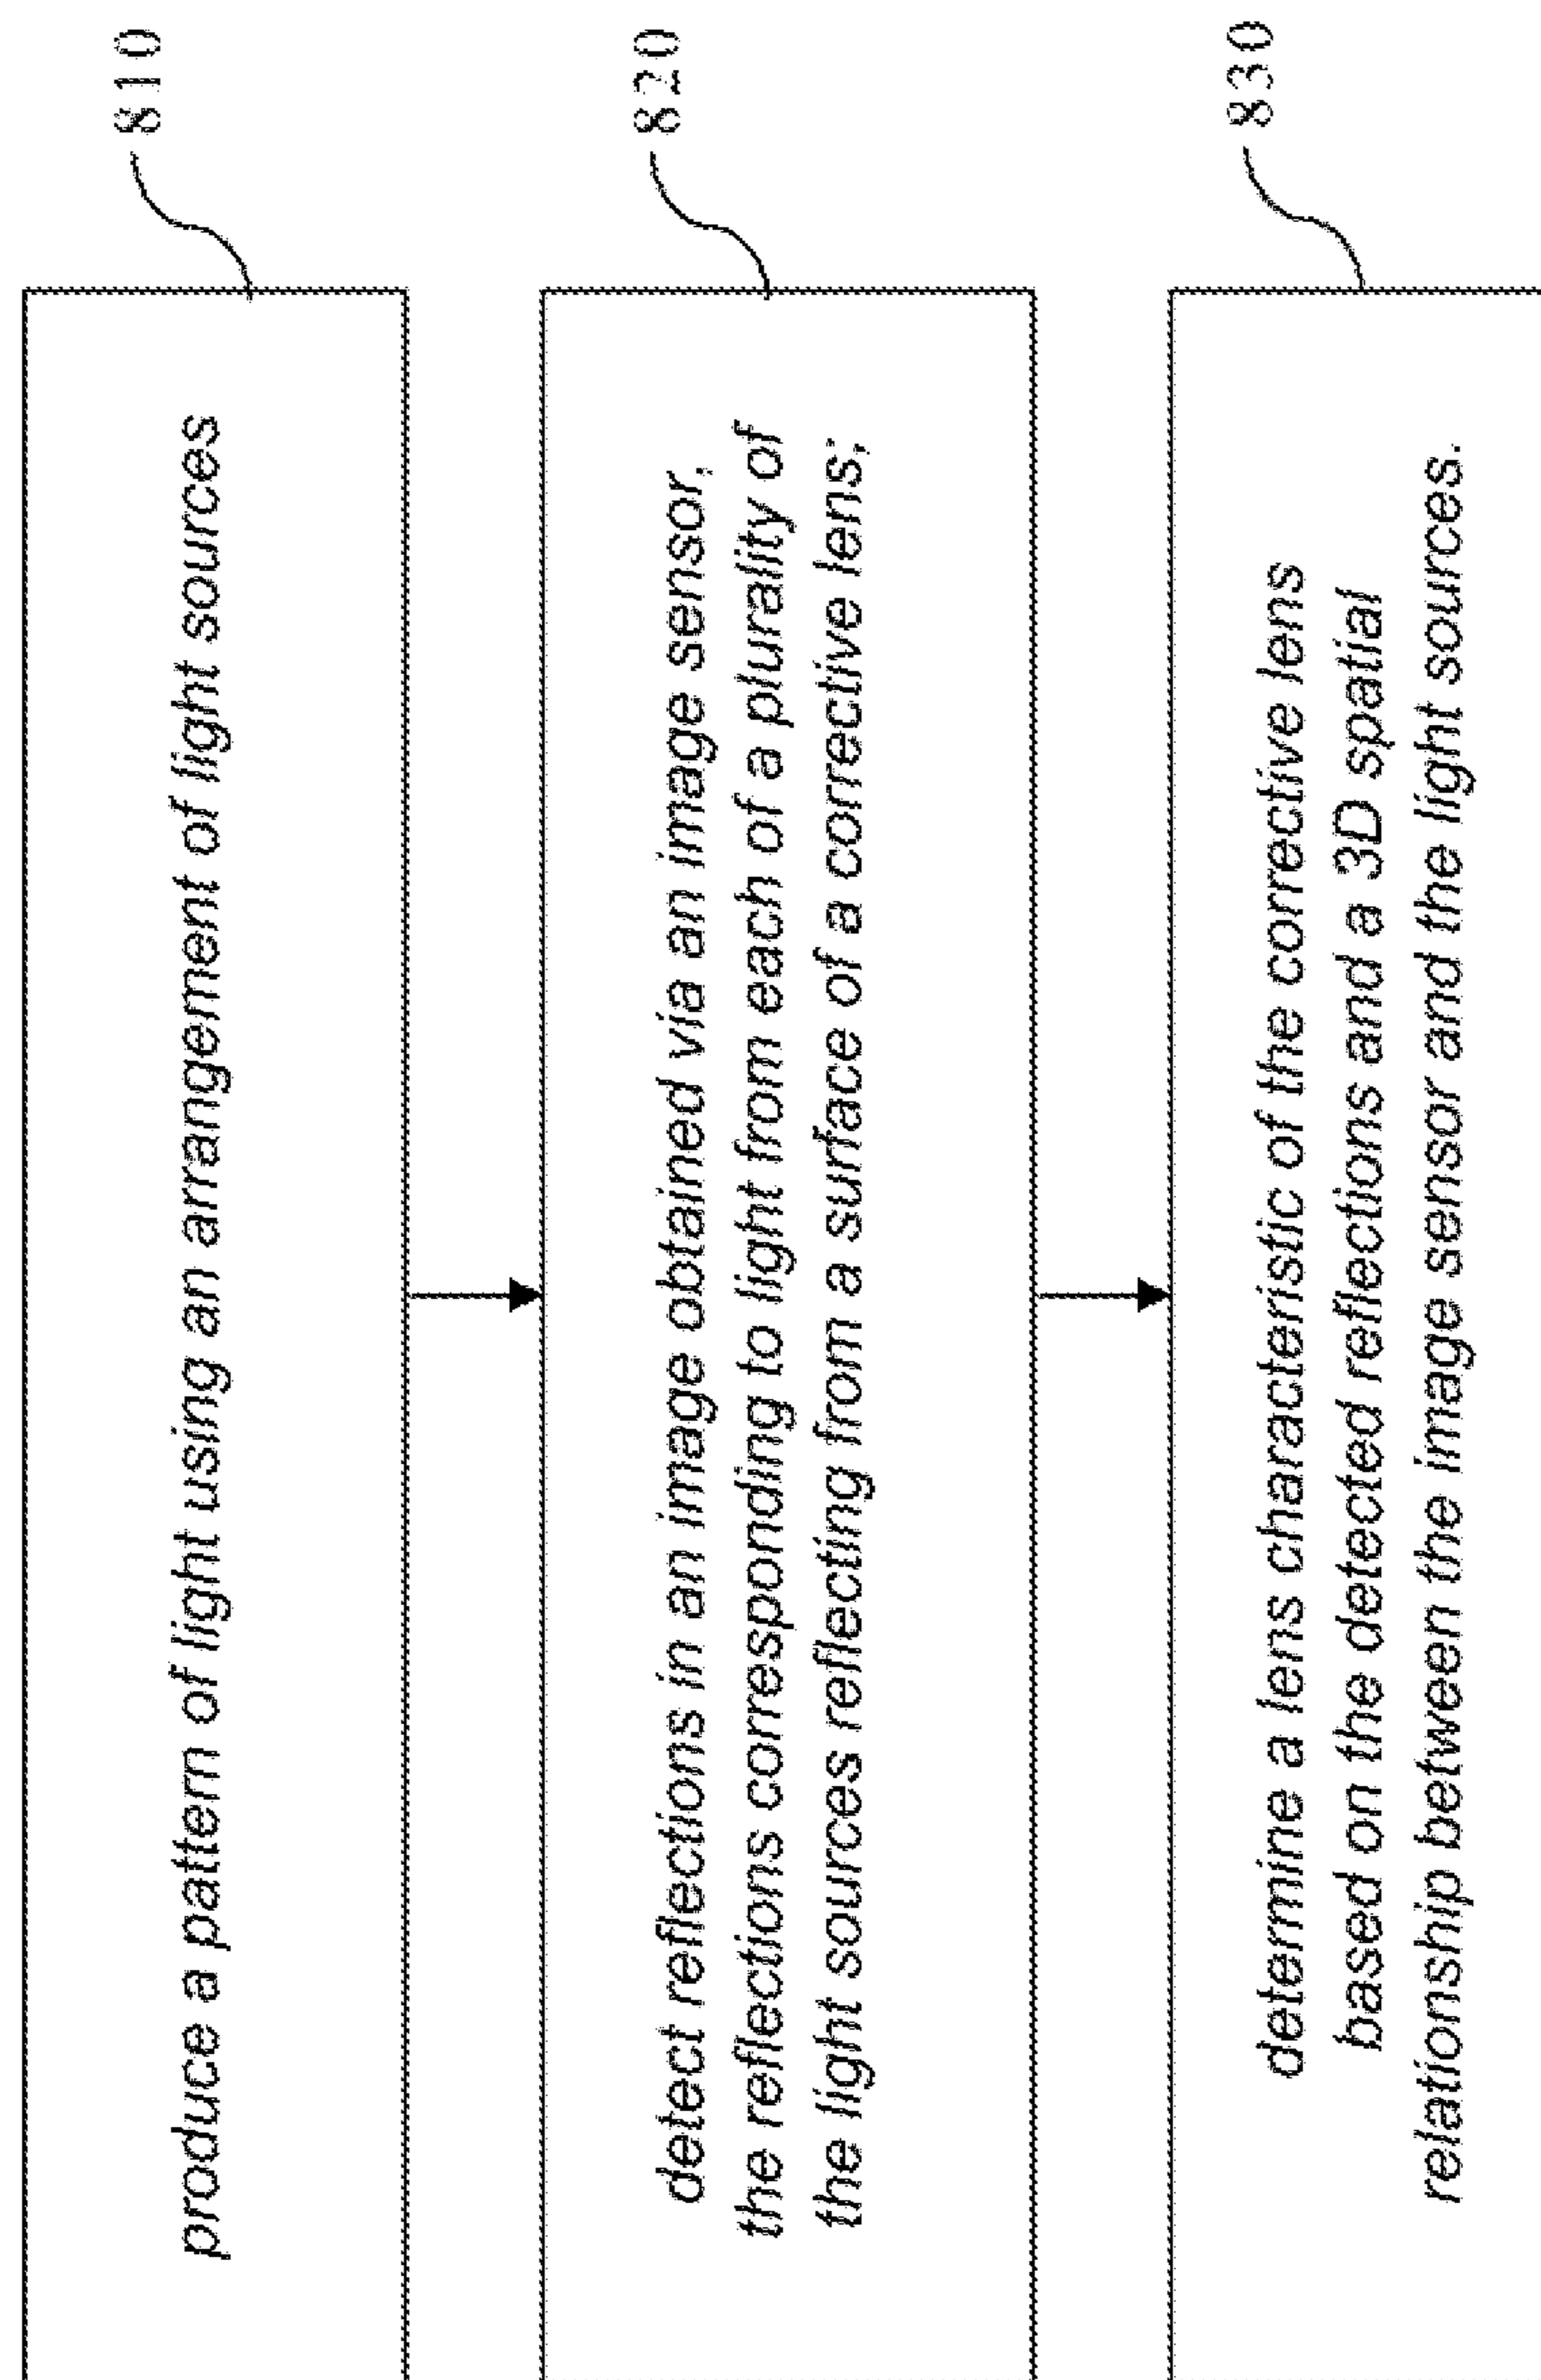 810
produce a pattern of light using an arrangement of light sources
820
detect reflections in an image obtained via an image sensor,
the reflections corresponding to light from each of a plurality of
the light sources reflecting from a surface of a corrective lens;
830
determine a lens characteristic of the corrective lens
based on the detected reflections and a 3D spatial
relationship between the image sensor and the light sources.